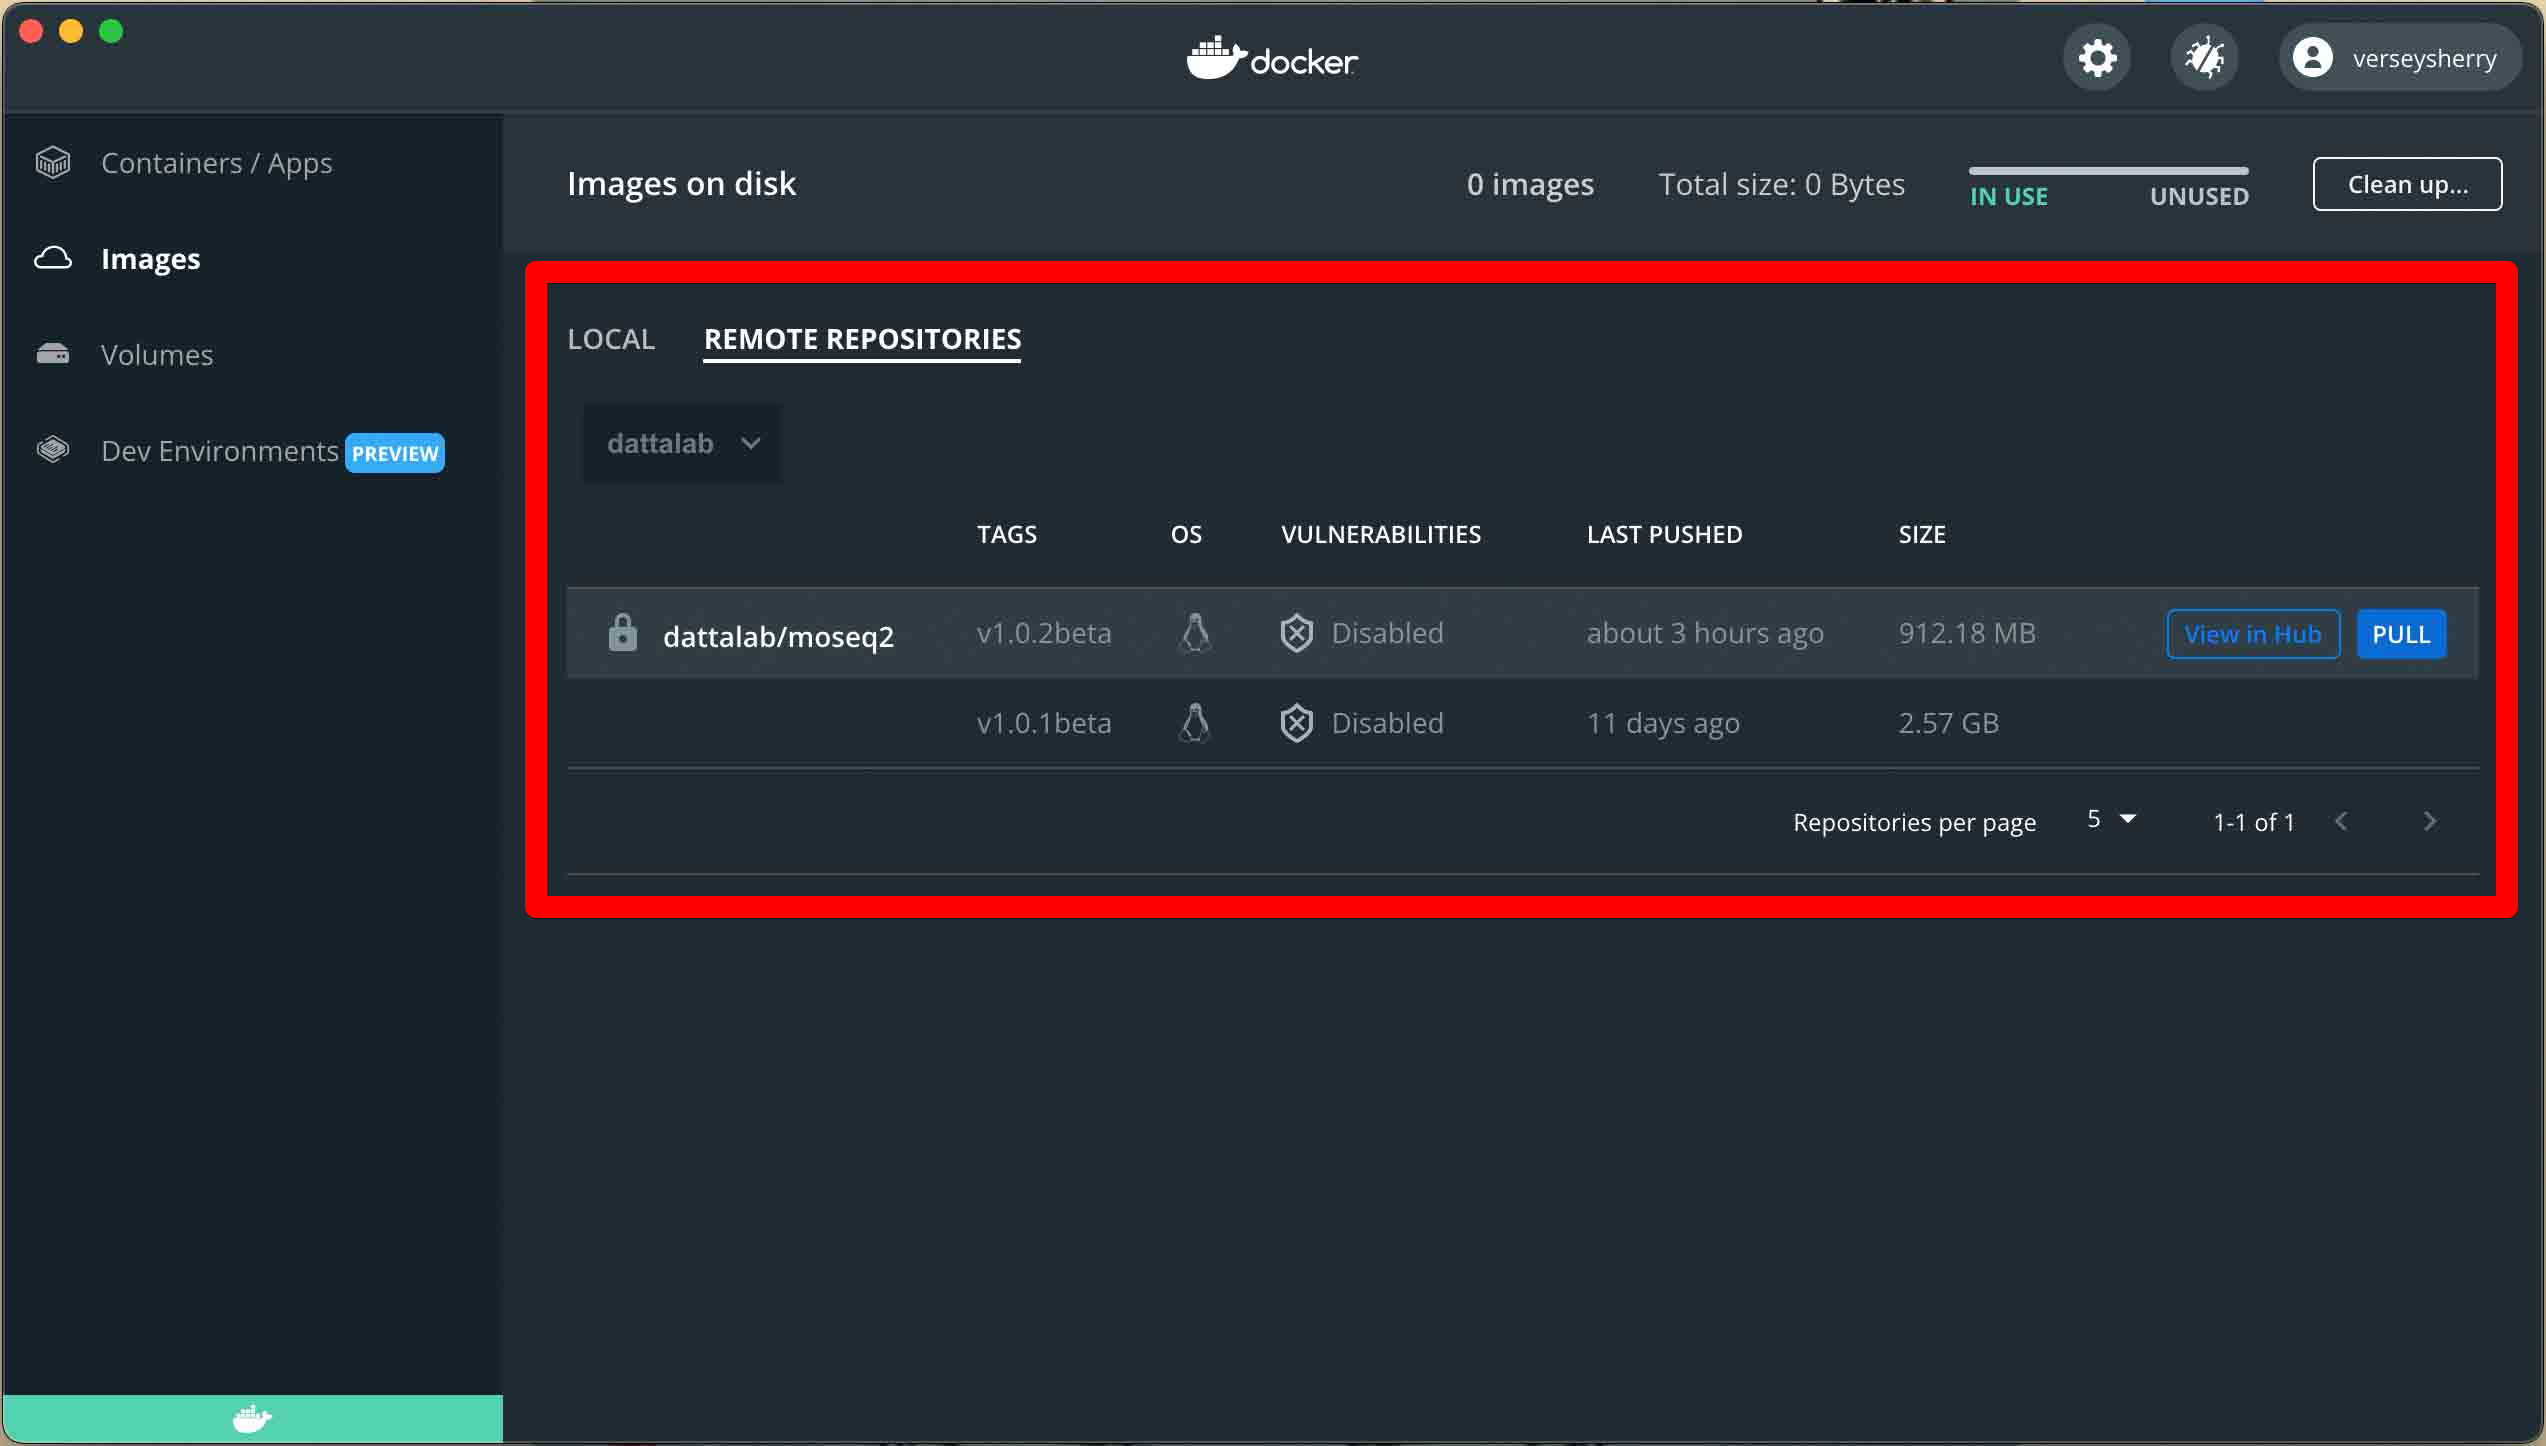 docker
verseysherry
Containers / Apps
Images
Volumes
Dev Environments PREVIEW
Images on disk
0 images
Total size: 0 Bytes
IN USE
UNUSED
Clean up...
LOCAL
REMOTE REPOSITORIES
dattalab
TAGS OS VULNERABILITIES LAST PUSHED SIZE
dattalab/moseq2 v1.0.2beta Disabled about 3 hours ago 912.18 MB View in Hub PULL
v1.0.1beta Disabled 11 days ago 2.57 GB
Repositories per page 5 1-1 of 1